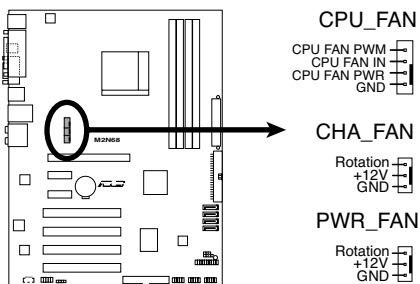 CPU_FAN
CPU FAN PWM
CPU FAN IN
CPU FAN PWR
GND
M2N68
CHA_FAN
Rotation
+12V
GND
ASUS
PWR_FAN
Rotation
+12V
GND